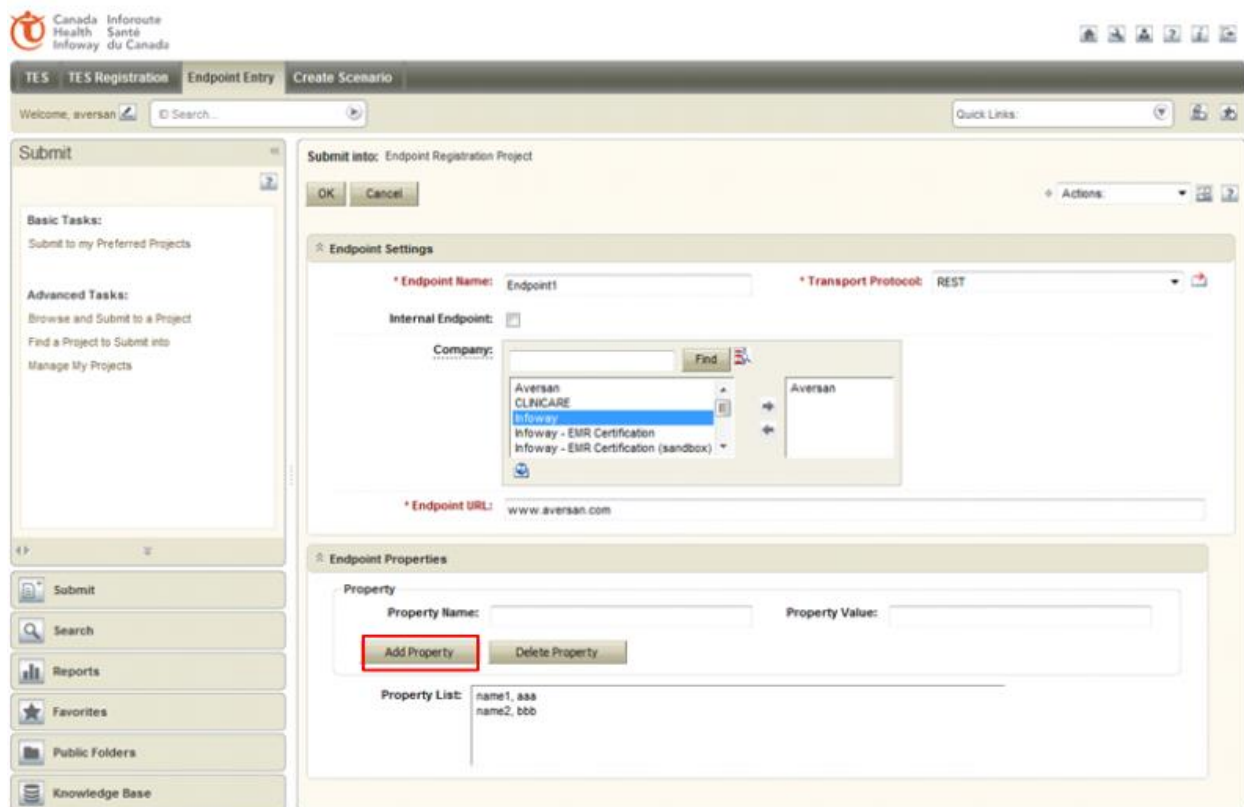 Canada Inforoute
Health Santé
Infoway du Canada
TES TES Registration Endpoint Entry Create Scenario
Welcome, aversan ID Search... Quick Links:
Submit
Submit into: Endpoint Registration Project
OK Cancel Actions:
Basic Tasks:
Submit to my Preferred Projects
Advanced Tasks:
Browse and Submit to a Project
Find a Project to Submit into
Manage My Projects
Endpoint Settings
* Endpoint Name: Endpoint1 * Transport Protocol: REST
Internal Endpoint:
Company: Find
Aversan
CLINICARE
Infoway
Infoway - EMR Certification
Infoway - EMR Certification (sandbox)
Aversan
* Endpoint URL: www.aversan.com
Endpoint Properties
Property
Property Name: Property Value:
Add Property Delete Property
Property List: name1, aaa
name2, bbb
Submit
Search
Reports
Favorites
Public Folders
Knowledge Base